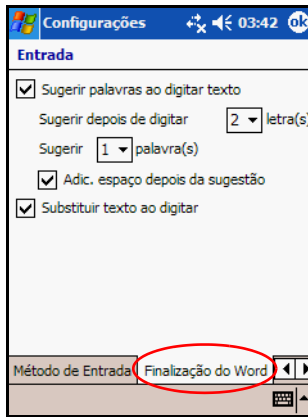 Configurações 03:42 ok
Entrada
Sugerir palavras ao digitar texto
Sugerir depois de digitar 2 letra(s)
Sugerir 1 palavra(s)
Adic. espaço depois da sugestão
Substituir texto ao digitar
Método de Entrada Finalização do Word